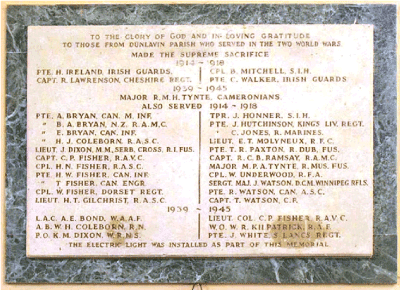 TO THE GLORY OF GOD AND IN LOVING GRATITUDE
TO THOSE FROM DUNLAVIN PARISH WHO SERVED IN THE TWO WORLD WARS
MADE THE SUPREME SACRIFICE
1914–1918
PTE. H. IRELAND, IRISH GUARDS. CPL. B. MITCHELL, S.I.H.
CAPT. R. LAWRENSON, CHESHIRE REGT. PTE. C. WALKER, IRISH GUARDS.
1939–1945
MAJOR R.M.H. TYNTE, CAMERONIANS.
ALSO SERVED 1914–1918
PTE. A. BRYAN, CAN. M. INF. TPR. J. HONNER, S.I.H.
" B.A. BRYAN, N.Z. R.A.M.C. PTE. J. HUTCHINSON, KINGS LIV. REGT.
" E. BRYAN, CAN. INF. " C. JONES, R. MARINES.
" H.J. COLEBORN, R.A.S.C. LIEUT. E.T. MOLYNEUX, R.F.C.
LIEUT. J. DIXON, M.M., SERB. CROSS, R.I. FUS. PTE. T.R. PAXTON, R. DUB. FUS.
CAPT. C.P. FISHER, R.A.V.C. CAPT. R.C.B. RAMSAY, R.A.M.C.
CPL. H.N. FISHER, R.A.S.C. MAJOR M.P.A. TYNTE, R. MUS. FUS.
PTE. H.W. FISHER, CAN. INF. CPL. W. UNDERWOOD, R.F.A.
" T. FISHER, CAN. ENGR. SERGT. MAJ. J. WATSON, D.C.M. WINNIPEG RFLS.
CPL. W. FISHER, DORSET REGT. PTE. R. WATSON, CAN. A.S.C.
LIEUT. H.T. GILCHRIST, R.A.S.C. CAPT. T. WATSON, C.F.
1939–1945
L.A.C. A.E. BOND, W.A.A.F. LIEUT. COL. C.P. FISHER, R.A.V.C.
A.B. W.H. COLEBORN, R.N. W.O. W.R. KILPATRICK, R.A.F.
P.O. K.M. DIXON, W.R.N.S. PTE. J. WHITE, S. LANCS. REGT.
THE ELECTRIC LIGHT WAS INSTALLED AS PART OF THIS MEMORIAL